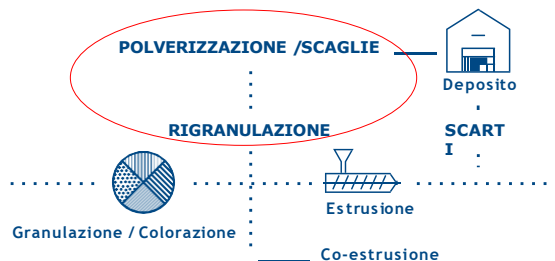 POLVERIZZAZIONE /SCAGLIE
Deposito
RIGRANULAZIONE
SCART
I
Estrusione
Granulazione / Colorazione
Co-estrusione